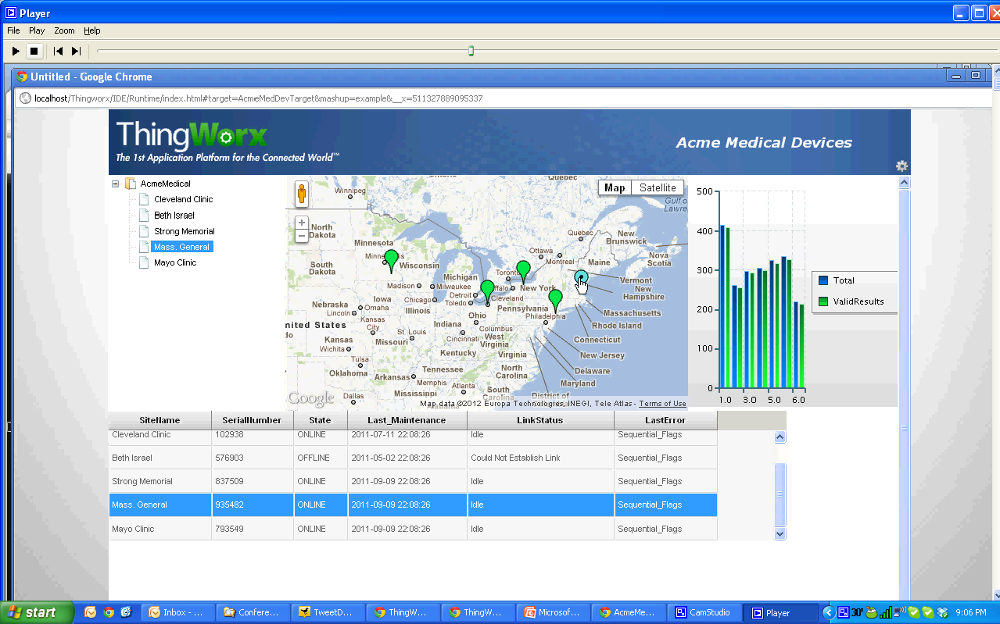 Player
File Play Zoom Help
Untitled - Google Chrome
localhost/Thingworx/IDE/Runtime/index.html#target=AcmeMedDevTarget&mashup=example&__x=511327889095337
ThingWorx
The 1st Application Platform for the Connected World™
Acme Medical Devices
AcmeMedical
Cleveland Clinic
Beth Israel
Strong Memorial
Mass. General
Mayo Clinic
Map Satellite
Winnipeg
Quebec
Gulf of
Lawre
North
Dakota
Minnesota
Quebec
New
Brunswick
Ottawa
Montreal
Maine
Nova
Scotia
South
Dakota
Wisconsin
Michigan
Toronto
Vermont
New
Hampshire
Madison
Milwaukee
Detroit
New York
Nebraska
Iowa
Chicago
Toledo
Cleveland
Massachusetts
Lincoln
Omaha
Illinois
Pennsylvania
Philadelphia
Rhode Island
nited States
Kansas
City
Indiana
Ohio
Columbus
Connecticut
Kansas
Wichita
Missouri
St Louis
Cincinnati
West
Virginia
New Jersey
Kentucky
Virginia
Delaware
Tulsa
Oklahoma
Tennessee
North
Carolina
Maryland
Arkansas
Memphis
South
Carolina
District of
Mississippi
Atlanta
Dallas
Google
Map data ©2012 Europa Technologies, INEGI, Tele Atlas - Terms of Use
500
400
300
200
100
0
1.0 3.0 5.0 6.0
Total
ValidResults
SiteName SerialNumber State Last_Maintenance LinkStatus LastError
Cleveland Clinic 102938 ONLINE 2011-07-11 22:08:26 Idle Sequential_Flags
Beth Israel 576903 OFFLINE 2011-05-02 22:08:26 Could Not Establish Link Sequential_Flags
Strong Memorial 837509 ONLINE 2011-09-09 22:08:26 Idle Sequential_Flags
Mass. General 935482 ONLINE 2011-09-09 22:08:26 Idle Sequential_Flags
Mayo Clinic 793549 ONLINE 2011-09-09 22:08:26 Idle Sequential_Flags
start
Inbox - ...
Confere...
TweetD...
ThingW...
ThingW...
Microsof...
AcmeMe...
CamStudio
Player
30°
9:06 PM